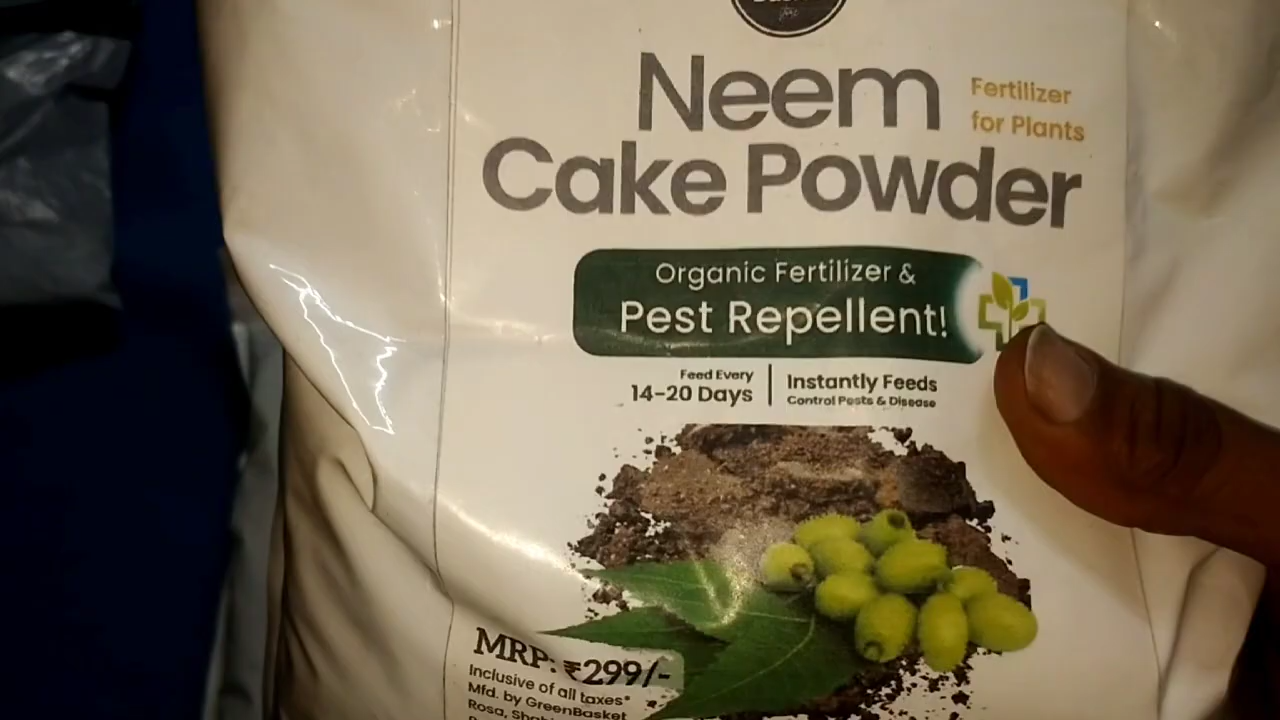 Neem
Fertilizer
for Plants
Cake Powder
Organic Fertilizer &
Pest Repellent!
Feed Every
14-20 Days
Instantly Feeds
Control Pests & Disease
MRP: ₹299/-
Inclusive of all taxes*
Mfd. by GreenBasket
Rosa,